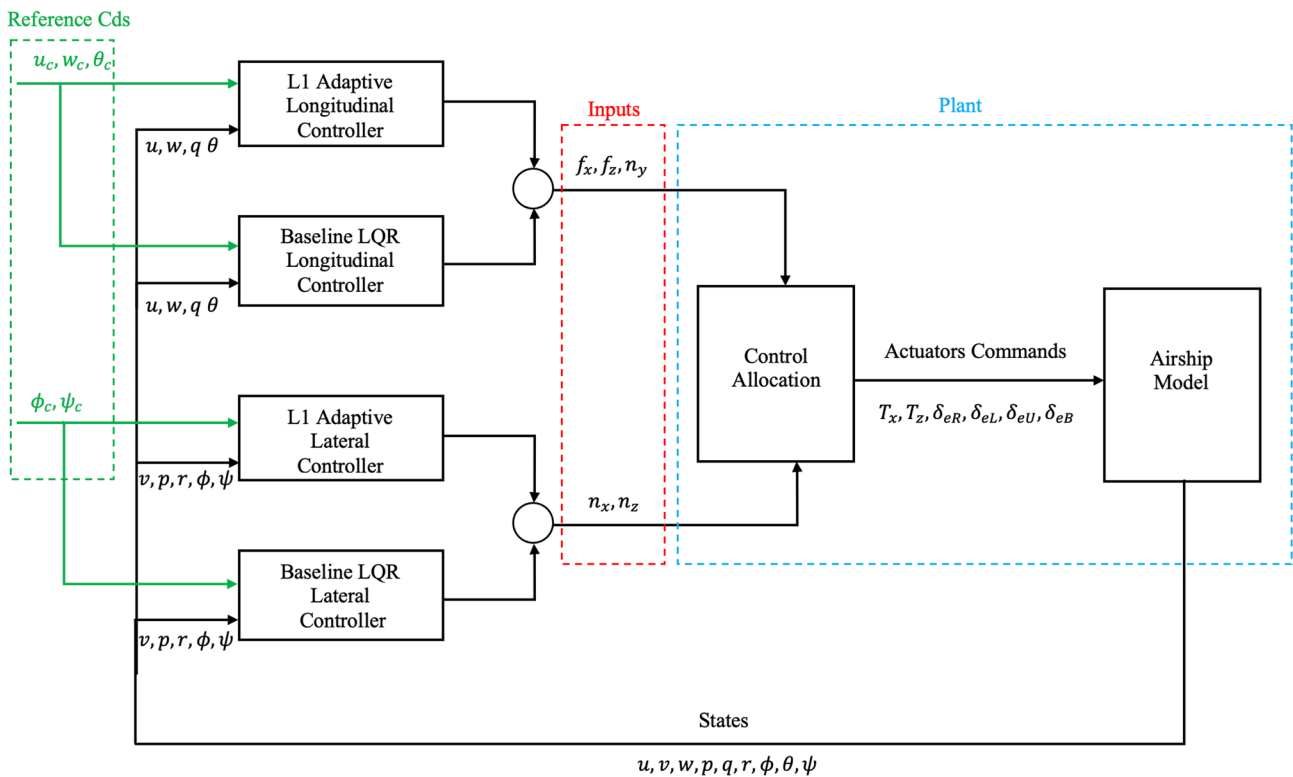 Reference Cds
u_c, w_c, θ_c
L1 Adaptive
Longitudinal
Controller
u, w, q θ
Baseline LQR
Longitudinal
Controller
u, w, q θ
ϕ_c, ψ_c
L1 Adaptive
Lateral
Controller
v, p, r, ϕ, ψ
Baseline LQR
Lateral
Controller
v, p, r, ϕ, ψ
Inputs
f_x, f_z, n_y
n_x, n_z
Plant
Control
Allocation
Actuators Commands
T_x, T_z, δ_eR, δ_eL, δ_eU, δ_eB
Airship
Model
States
u, v, w, p, q, r, ϕ, θ, ψ